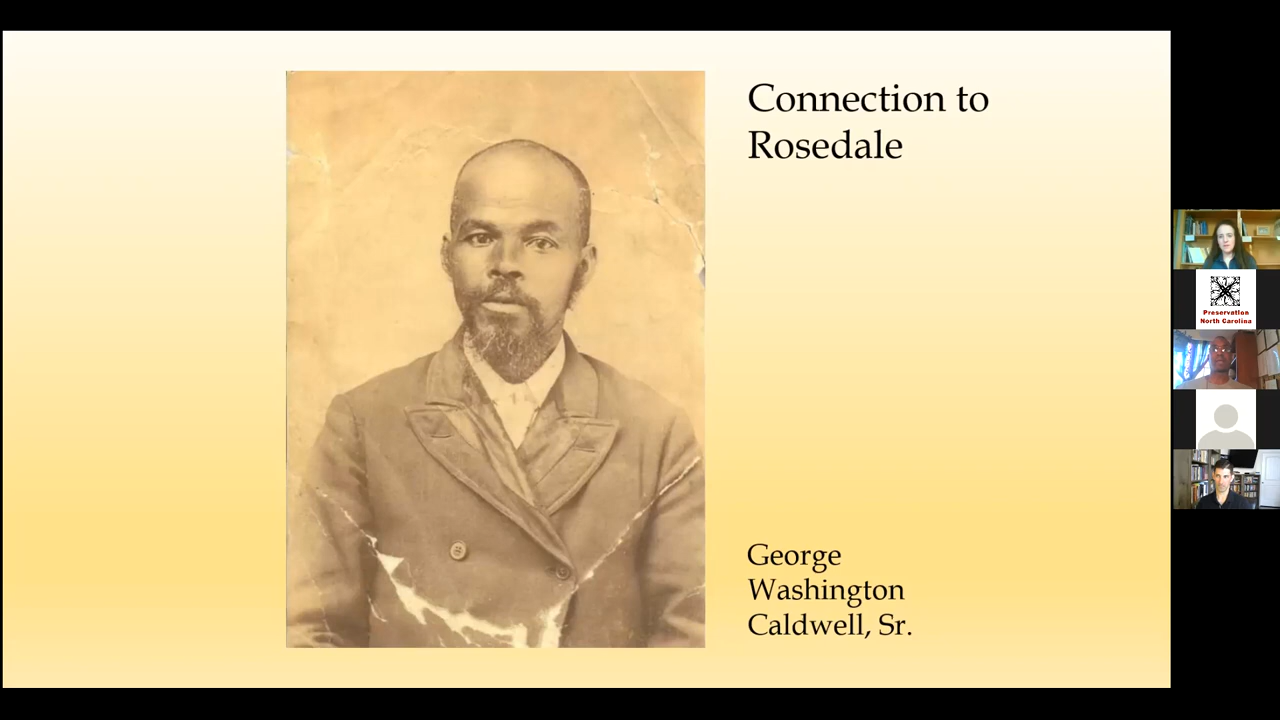 Connection to
Rosedale
George
Washington
Caldwell, Sr.
Preservation
North Carolina